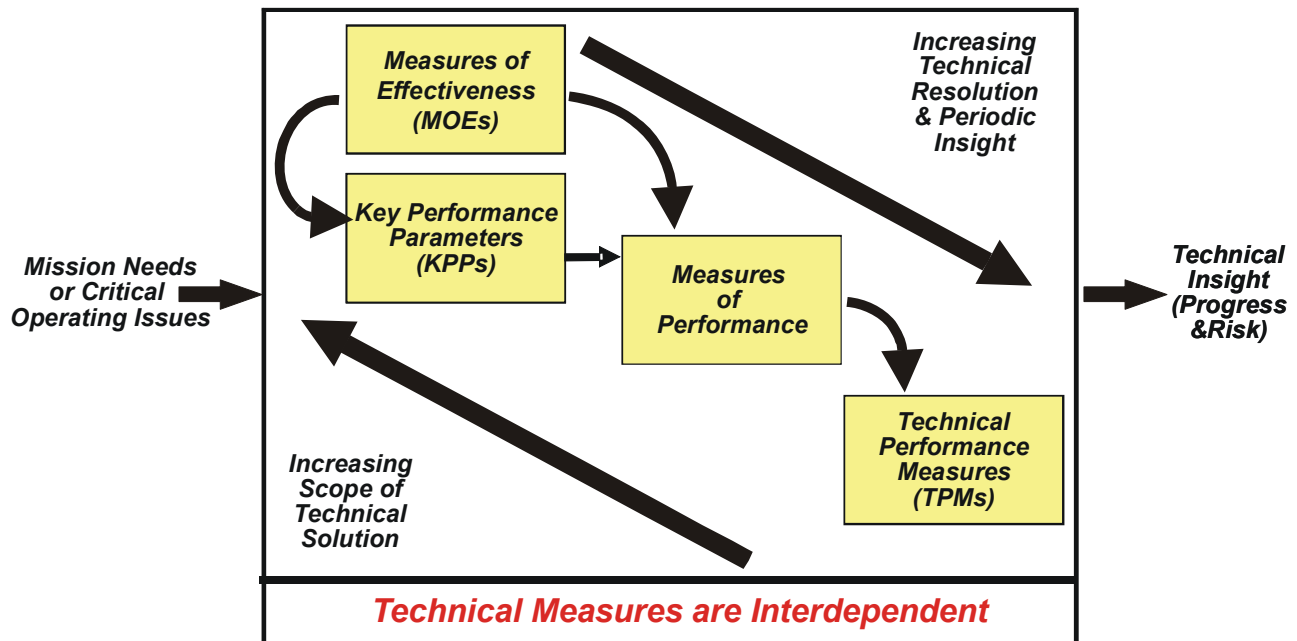 Measures of
Effectiveness
(MOEs)
Increasing
Technical
Resolution
& Periodic
Insight
Key Performance
Parameters
(KPPs)
Mission Needs
or Critical
Operating Issues
Measures
of
Performance
Technical
Insight
(Progress
&Risk)
Technical
Performance
Measures
(TPMs)
Increasing
Scope of
Technical
Solution
Technical Measures are Interdependent